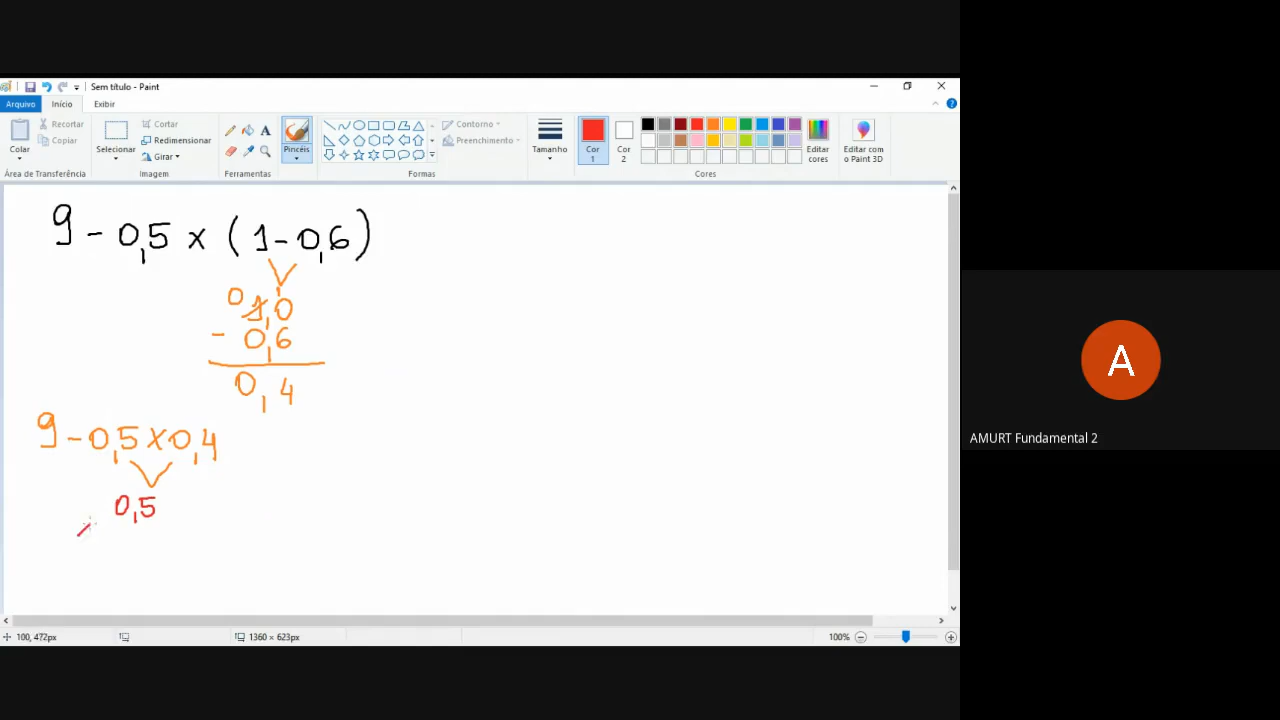 Sem título - Paint
Arquivo Início Exibir
Colar
Recortar
Copiar
Área de Transferência
Selecionar
Cortar
Redimensionar
Girar
Imagem
A
Ferramentas
Pincéis
Contorno
Preenchimento
Formas
Tamanho
Cor 1
Cor 2
Editar cores
Editar com o Paint 3D
Cores
9 - 0,5 x (1 - 0,6)
0 1,0
- 0,6
0,4
9 - 0,5 x 0,4
0,5
A
AMURT Fundamental 2
100, 472px
1360 × 623px
100%